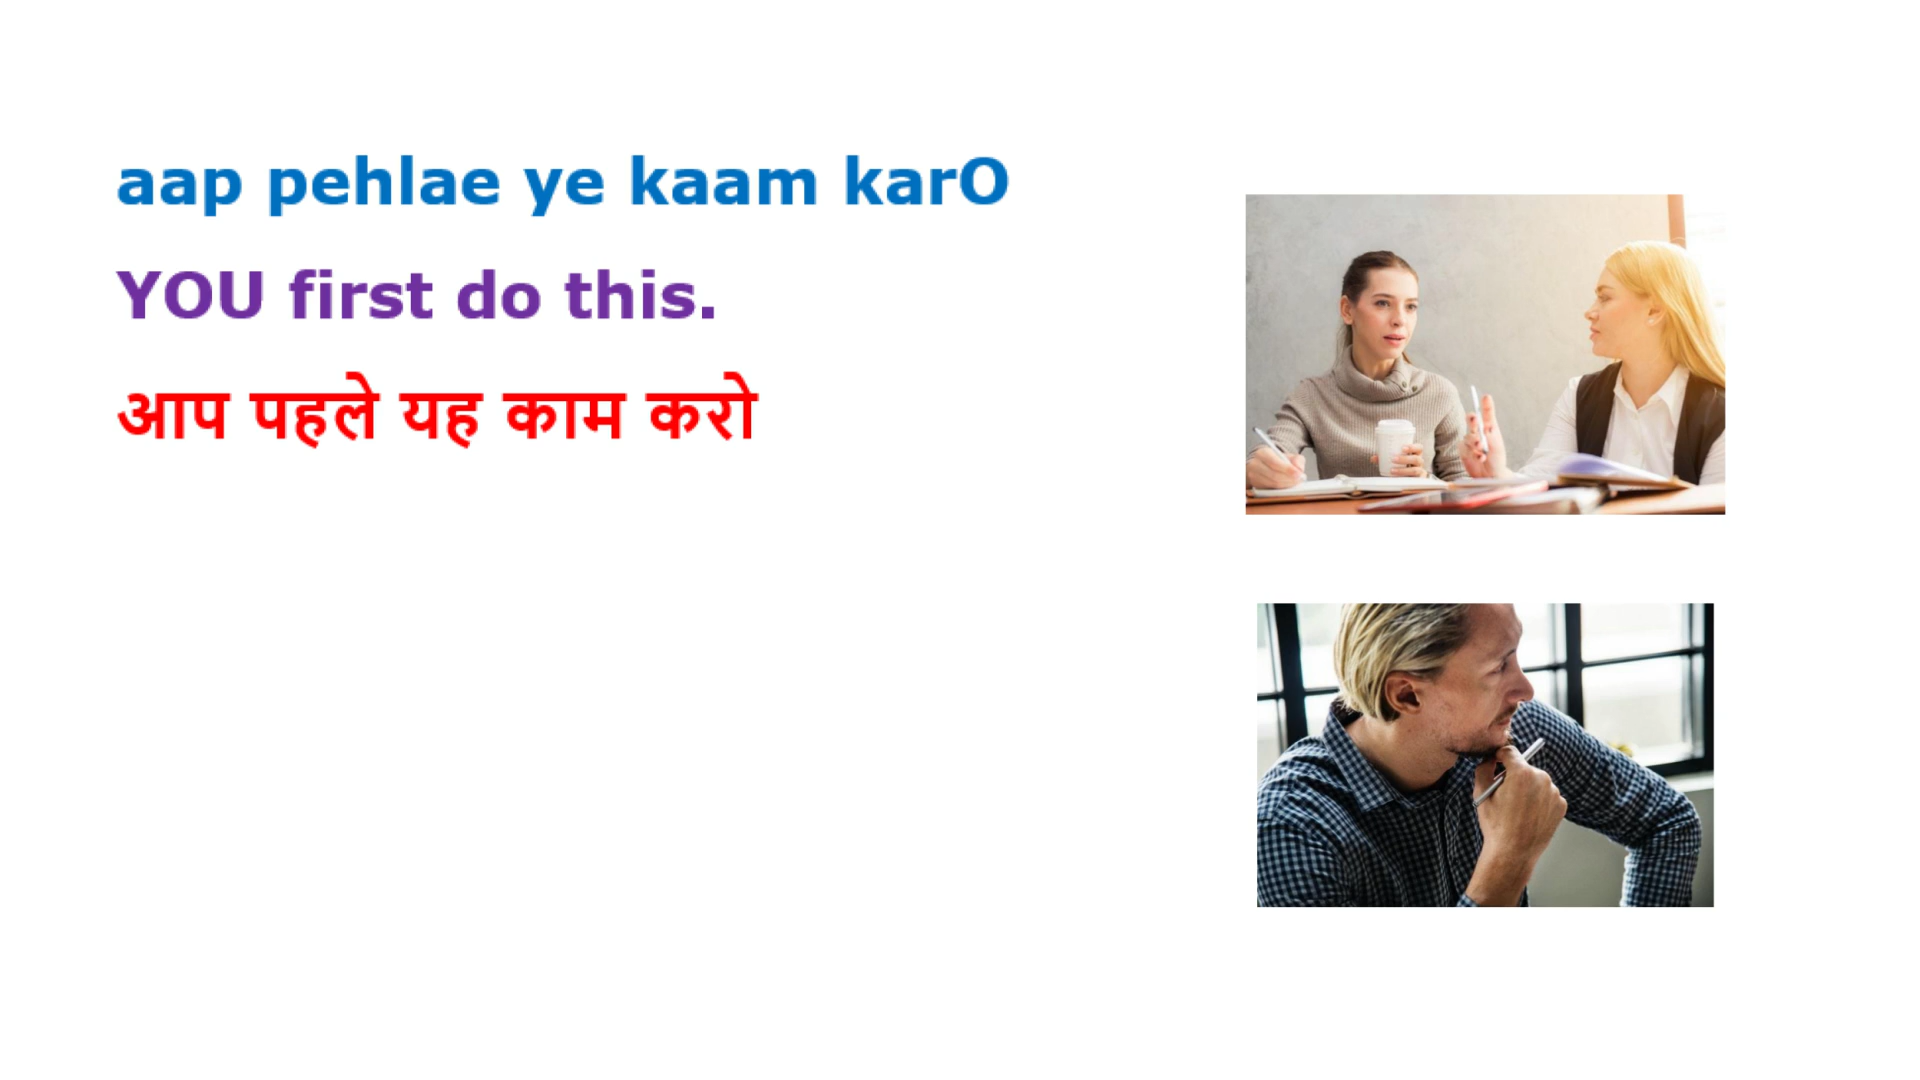 aap pehlae ye kaam karO
YOU first do this.
आप पहले यह काम करो